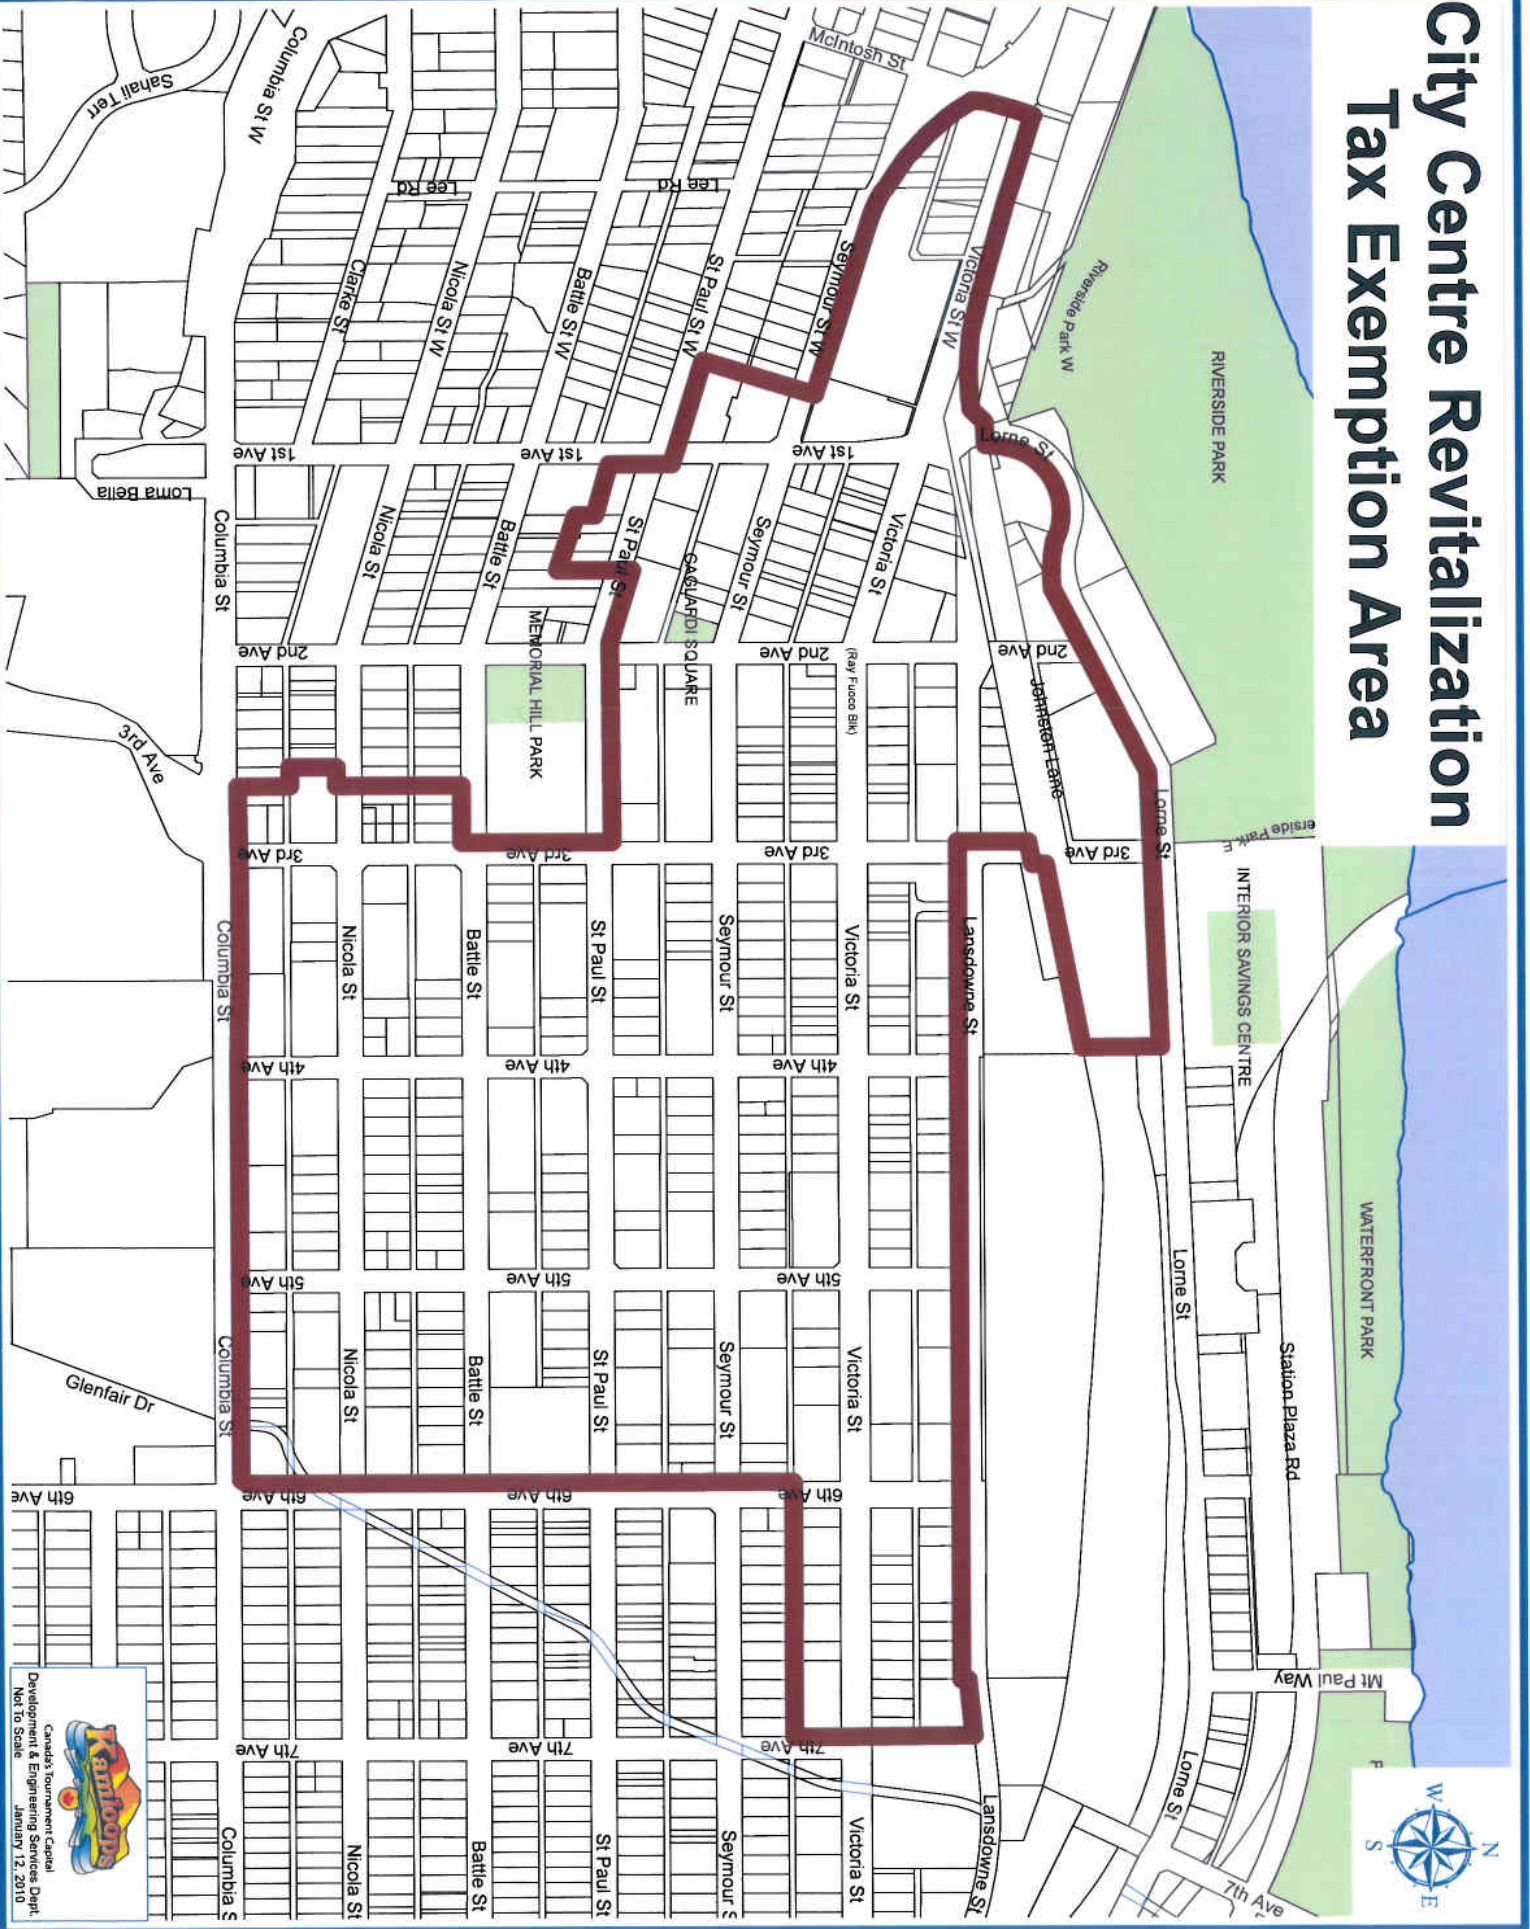 City Centre Revitalization
Tax Exemption Area
N
W
E
S
RIVERSIDE PARK
INTERIOR SAVINGS CENTRE
WATERFRONT PARK
P
Riverside Park W
erside Park E
Station Plaza Rd
Mt Paul Way
7th Ave
Lorne St
Lorne St
Lorne St
Lorne St
McIntosh St
Victoria St W
Johnston Lane
2nd Ave
3rd Ave
Lansdowne St
Lansdowne St
Seymour St W
1st Ave
Victoria St
(Ray Fuoco Blk)
2nd Ave
3rd Ave
Victoria St
4th Ave
5th Ave
Victoria St
6th Ave
7th Ave
Victoria St
Lee Rd
St Paul St W
Seymour St
GAGLARDI SQUARE
Seymour St
Seymour St
Seymour S
Battle St W
1st Ave
St Paul St
St Paul St
St Paul St
St Paul St
MEMORIAL HILL PARK
3rd Ave
4th Ave
5th Ave
6th Ave
7th Ave
Lee Rd
Nicola St W
Battle St
Battle St
Battle St
Battle St
Clarke St
Nicola St
Nicola St
Nicola St
Nicola St
Columbia St W
1st Ave
2nd Ave
3rd Ave
4th Ave
5th Ave
6th Ave
7th Ave
Columbia St
Columbia St
Columbia St
Columbia S
Sahali Terr
Lorna Bella
3rd Ave
Glenfair Dr
6th Ave
Kamloops
Canada's Tournament Capital
Development & Engineering Services Dept.
Not To Scale January 12, 2010